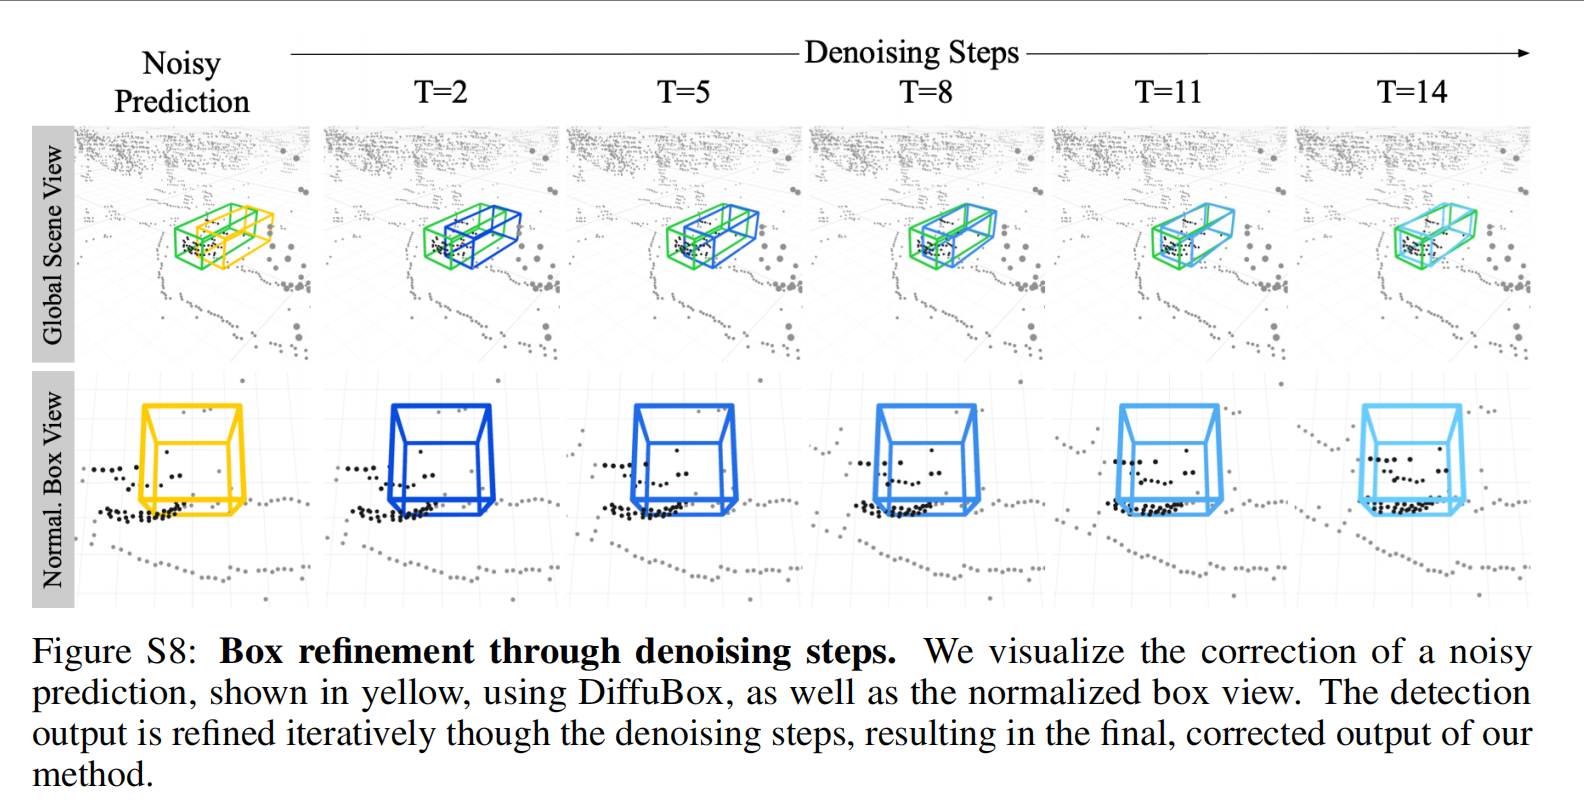 Noisy
Prediction
Denoising Steps
T=2
T=5
T=8
T=11
T=14
Global Scene View
Normal. Box View
Figure S8: Box refinement through denoising steps. We visualize the correction of a noisy
prediction, shown in yellow, using DiffuBox, as well as the normalized box view. The detection
output is refined iteratively though the denoising steps, resulting in the final, corrected output of our
method.